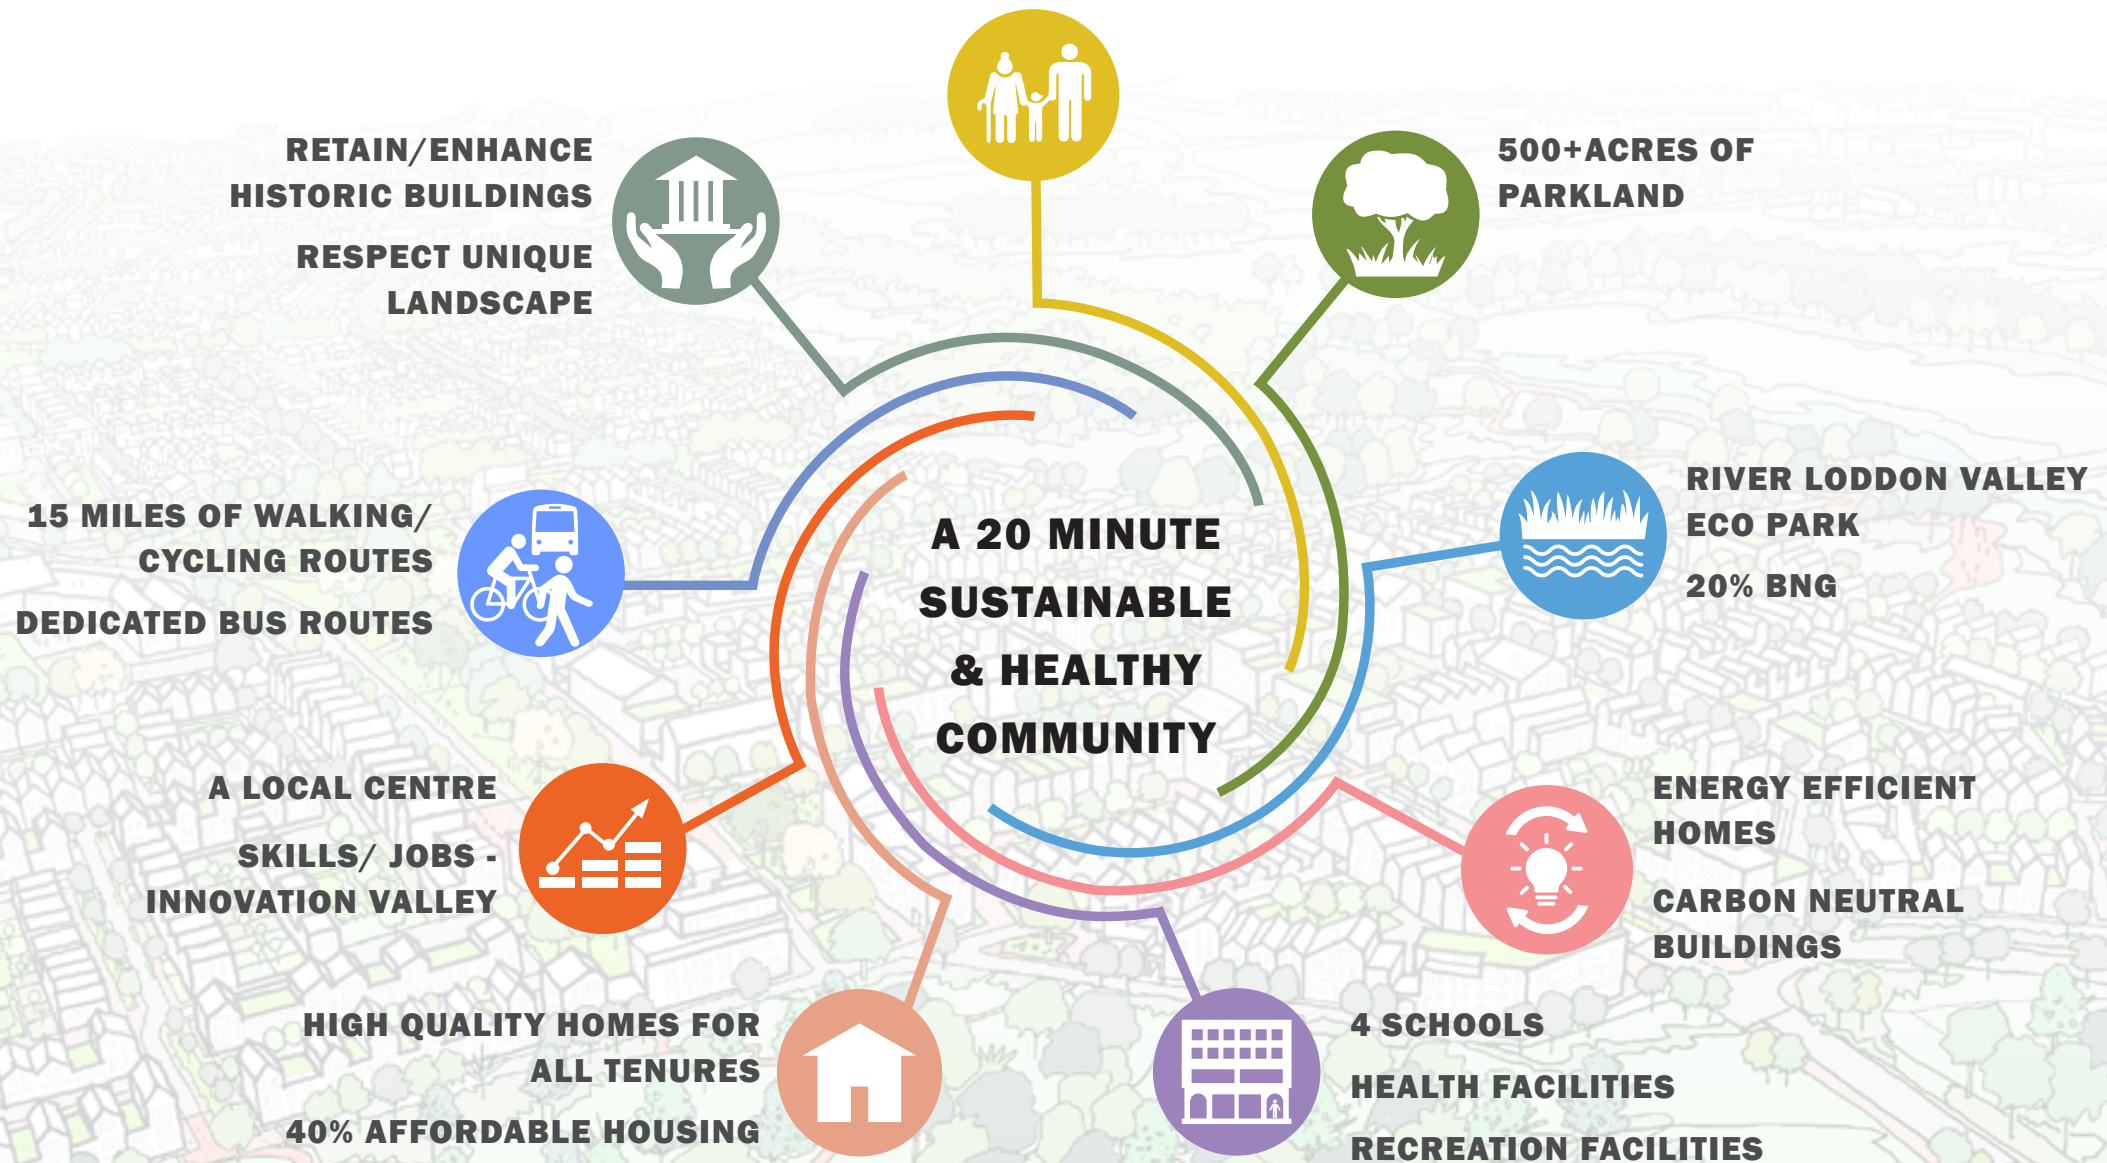 RETAIN/ENHANCE
HISTORIC BUILDINGS
RESPECT UNIQUE
LANDSCAPE
500+ACRES OF
PARKLAND
15 MILES OF WALKING/
CYCLING ROUTES
DEDICATED BUS ROUTES
A 20 MINUTE
SUSTAINABLE
& HEALTHY
COMMUNITY
RIVER LODDON VALLEY
ECO PARK
20% BNG
A LOCAL CENTRE
SKILLS/ JOBS -
INNOVATION VALLEY
ENERGY EFFICIENT
HOMES
CARBON NEUTRAL
BUILDINGS
HIGH QUALITY HOMES FOR
ALL TENURES
40% AFFORDABLE HOUSING
4 SCHOOLS
HEALTH FACILITIES
RECREATION FACILITIES